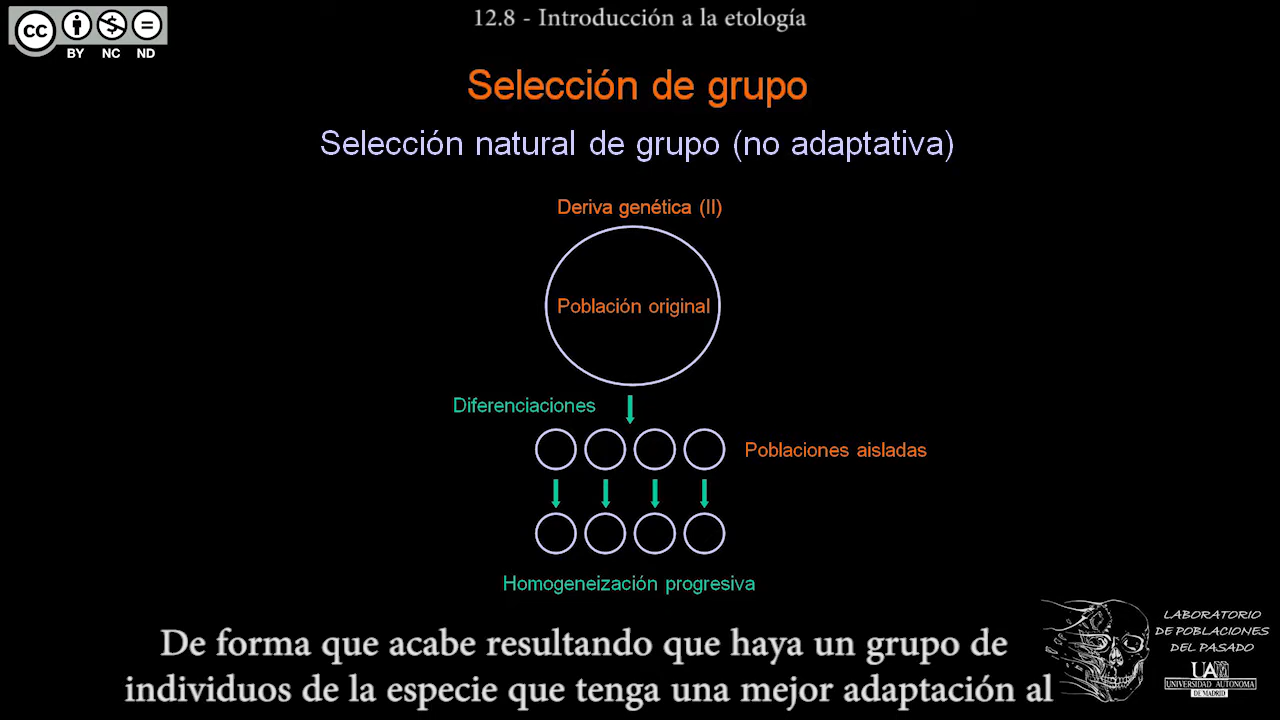 12.8 - Introducción a la etología
cc
BY NC ND
Selección de grupo
Selección natural de grupo (no adaptativa)
Deriva genética (II)
Población original
Diferenciaciones
Poblaciones aisladas
Homogeneización progresiva
De forma que acabe resultando que haya un grupo de
individuos de la especie que tenga una mejor adaptación al
LABORATORIO
DE POBLACIONES
DEL PASADO
UAM
UNIVERSIDAD AUTONOMA
DE MADRID